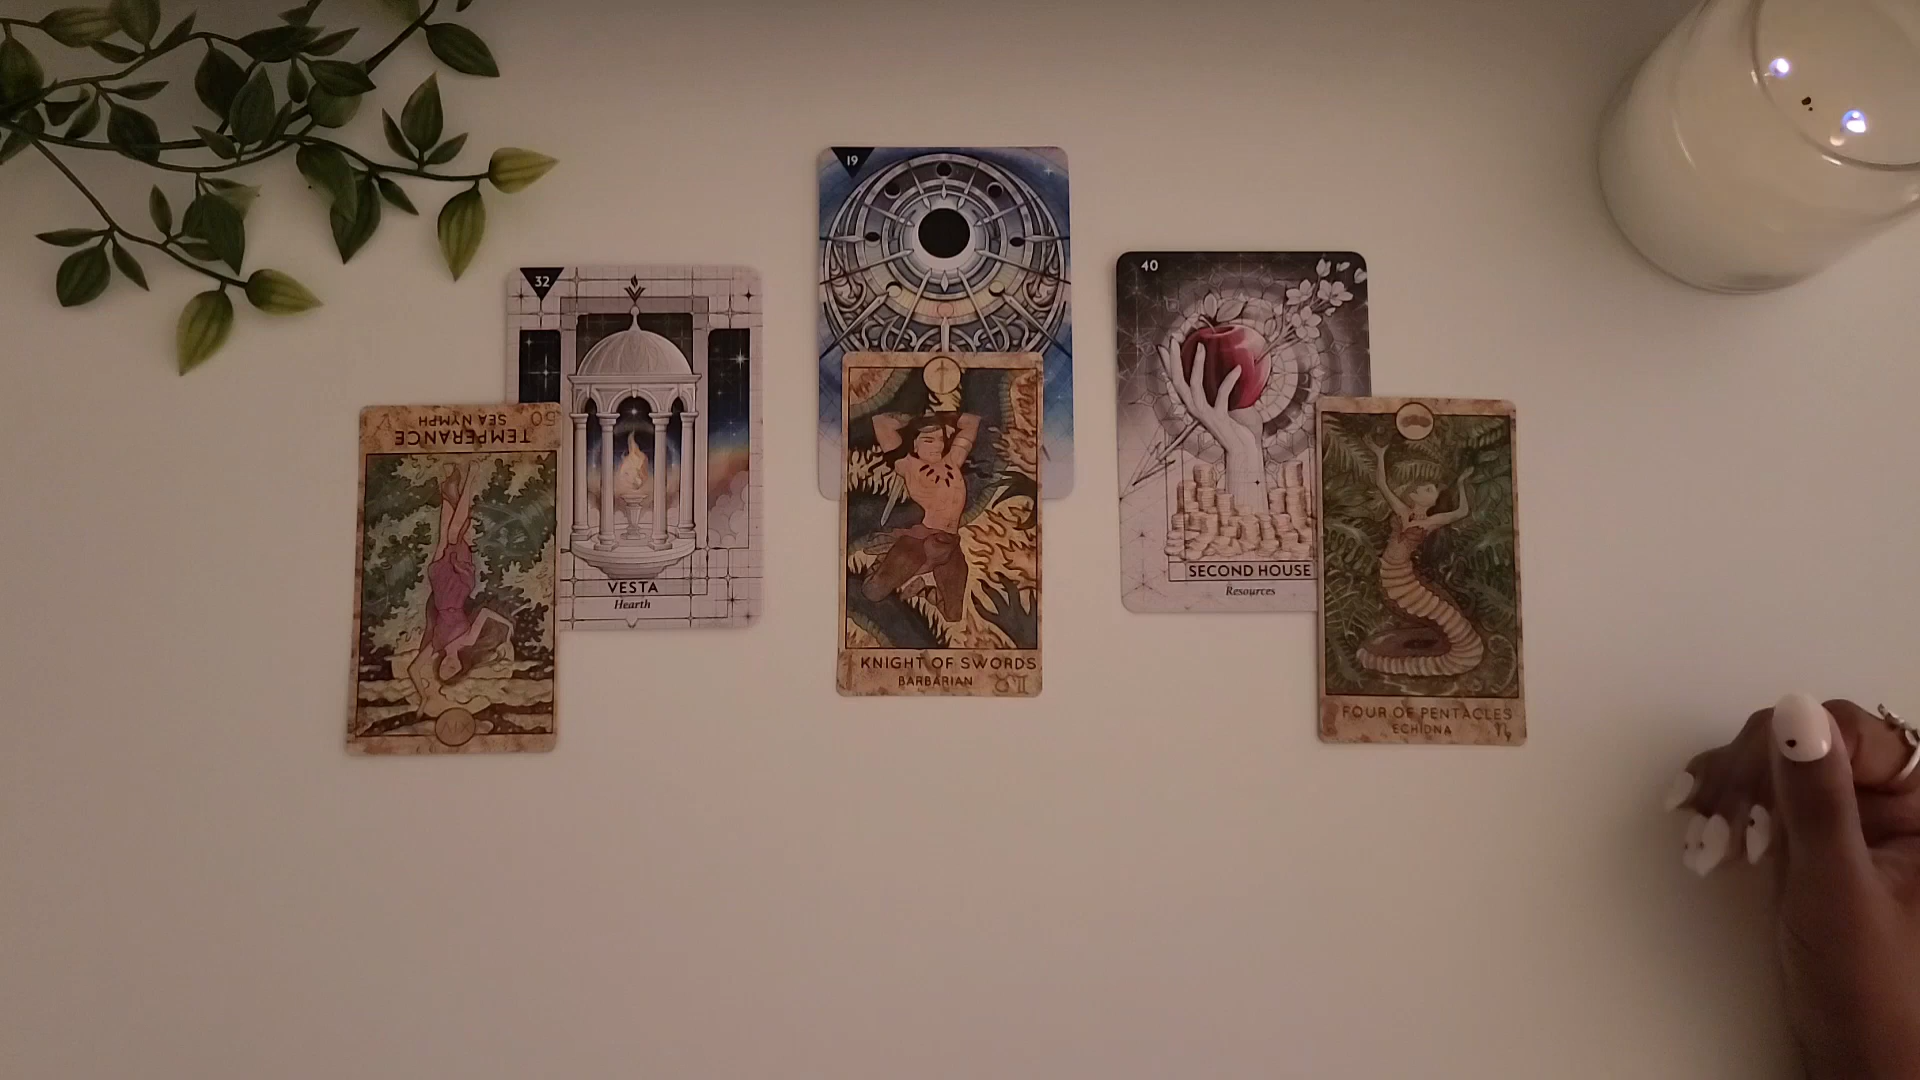 19
32
40
TEMPERANCE
SEA NYMPH
VESTA
Hearth
KNIGHT OF SWORDS
BARBARIAN
SECOND HOUSE
Resources
FOUR OF PENTACLES
ECHIDNA
XIV